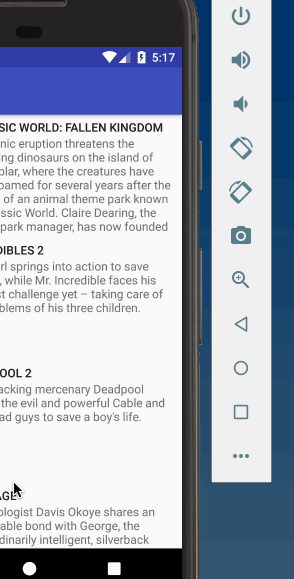 5:17
SIC WORLD: FALLEN KINGDOM
nic eruption threatens the
ing dinosaurs on the island of
blar, where the creatures have
oamed for several years after the
of an animal theme park known
assic World. Claire Dearing, the
park manager, has now founded
DIBLES 2
irl springs into action to save
, while Mr. Incredible faces his
st challenge yet – taking care of
blems of his three children.
OOL 2
acking mercenary Deadpool
the evil and powerful Cable and
ad guys to save a boy's life.
AGE
ologist Davis Okoye shares an
able bond with George, the
dinarily intelligent, silverback